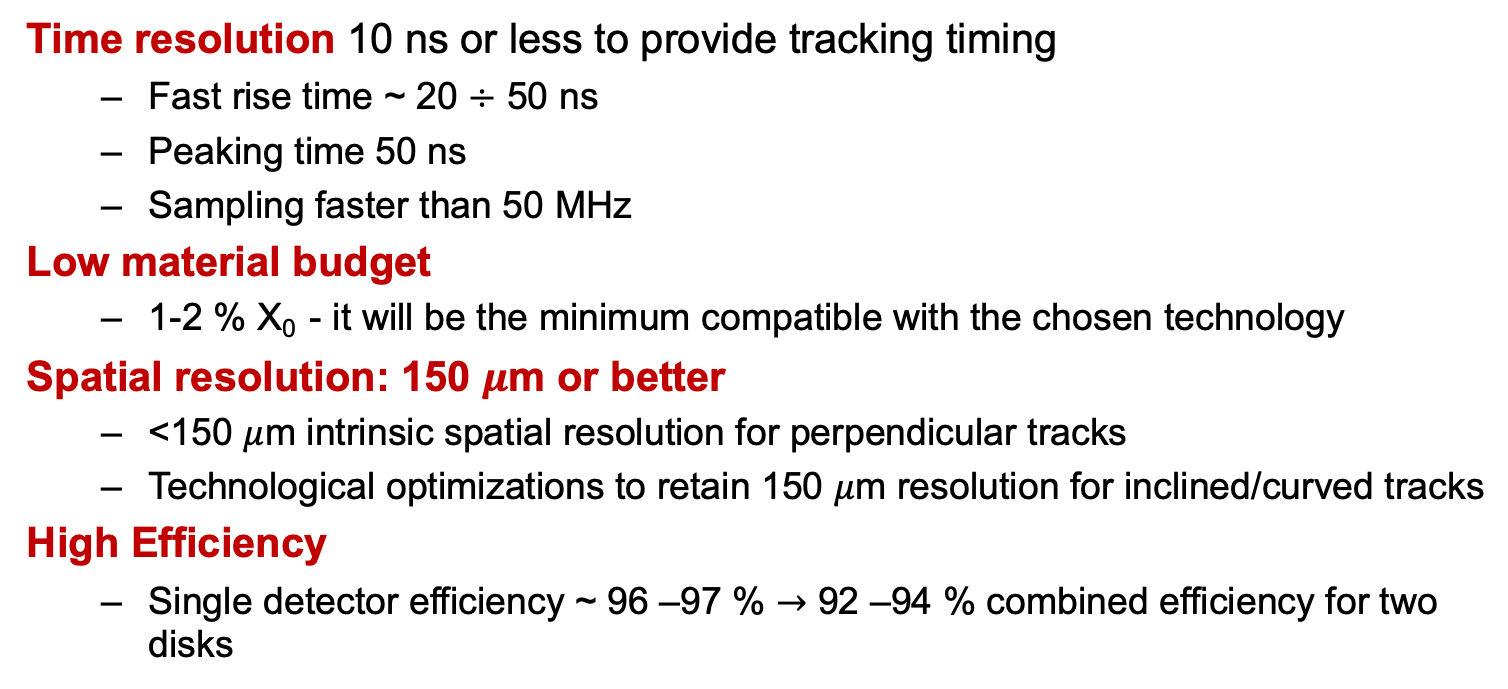 Time resolution 10 ns or less to provide tracking timing
– Fast rise time ~ 20 ÷ 50 ns
– Peaking time 50 ns
– Sampling faster than 50 MHz
Low material budget
– 1-2 % X₀ - it will be the minimum compatible with the chosen technology
Spatial resolution: 150 𝝁m or better
– <150 𝜇m intrinsic spatial resolution for perpendicular tracks
– Technological optimizations to retain 150 𝜇m resolution for inclined/curved tracks
High Efficiency
– Single detector efficiency ~ 96 –97 % → 92 –94 % combined efficiency for two
disks